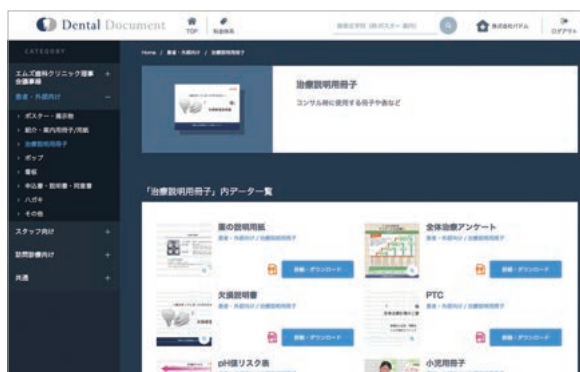 Dental Document
TOP
料金体系
株式会社バドム
ログアウト
CATEGORY
エムズ歯科クリニック理事
会議事録
患者・外部向け
ポスター・掲示物
紹介・案内用冊子/用紙
治療説明用冊子
ポップ
看板
申込書・説明書・同意書
ハガキ
その他
スタッフ向け
訪問診療向け
共通
Home / 患者・外部向け / 治療説明用冊子
治療説明用冊子
コンサル時に使用する冊子や表など
「治療説明用冊子」内データ一覧
薬の説明用紙
患者・外部向け / 治療説明用冊子
詳細・ダウンロード
全体治療アンケート
患者・外部向け / 治療説明用冊子
詳細・ダウンロード
欠損説明書
患者・外部向け / 治療説明用冊子
詳細・ダウンロード
PTC
患者・外部向け / 治療説明用冊子
詳細・ダウンロード
pH値リスク表
小児用冊子